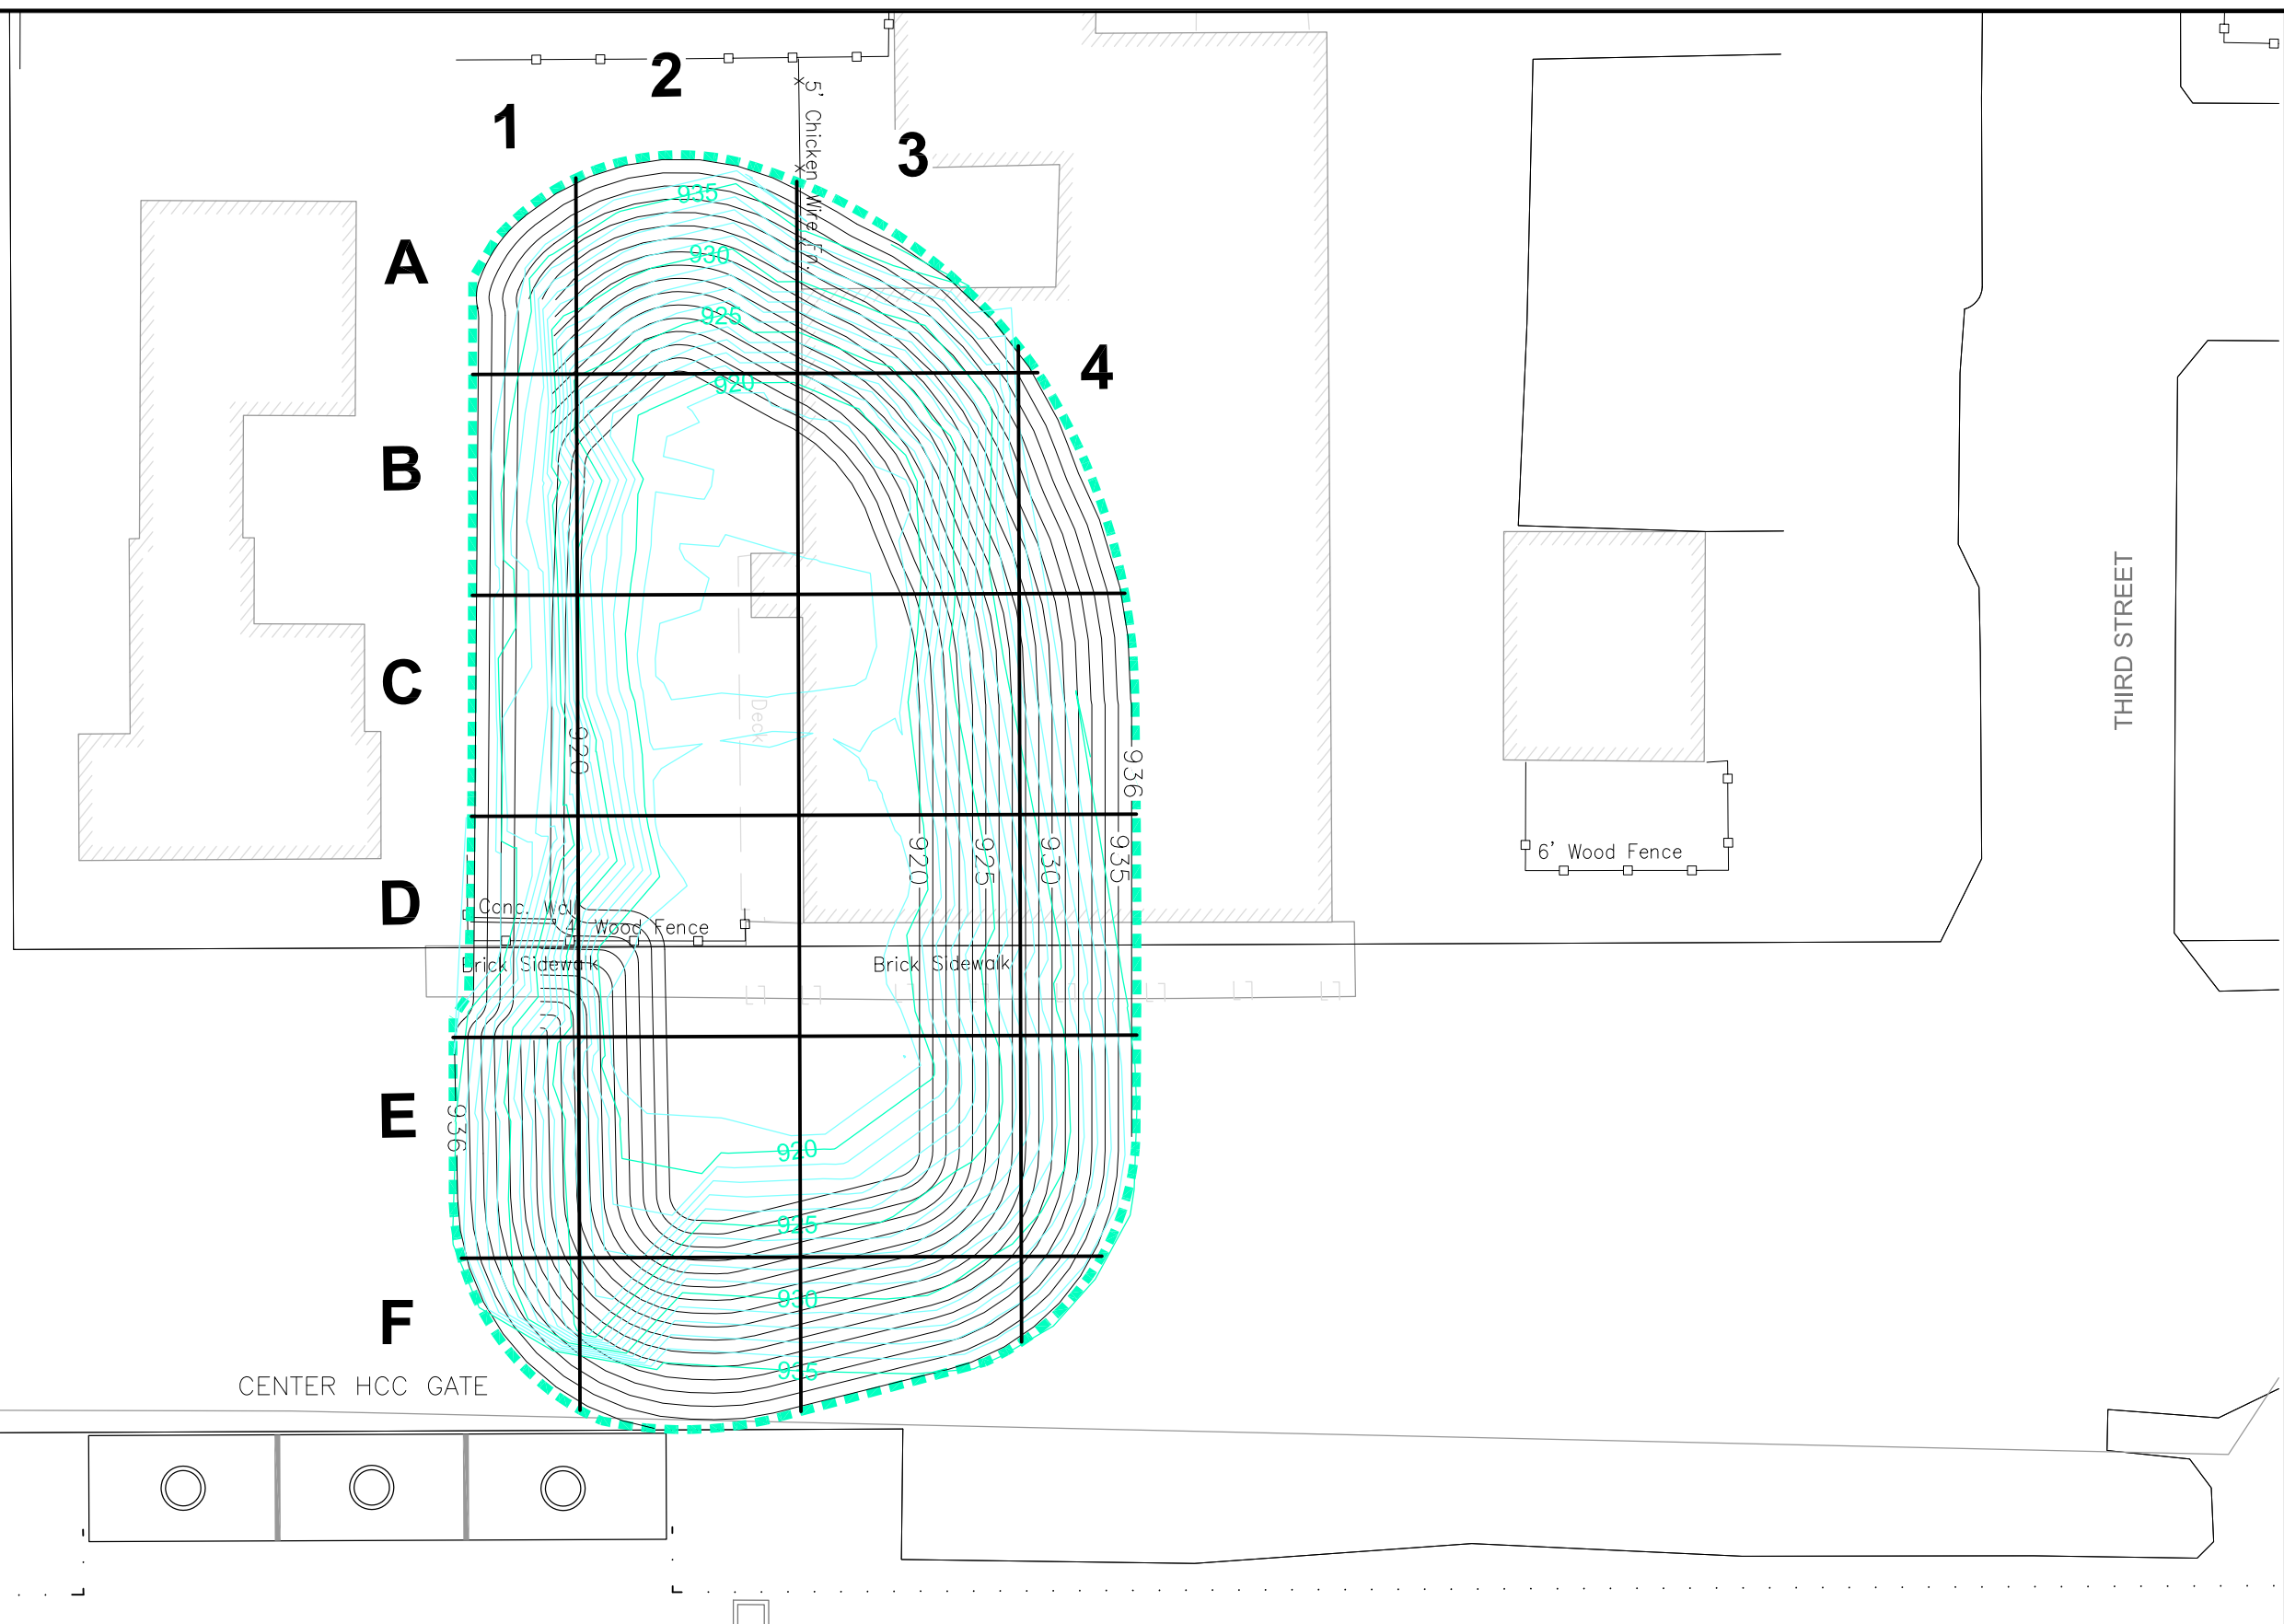 2
1
3
5' Chicken Wire Fn.
935
A
930
925
4
920
B
C
THIRD STREET
Deck
920
936
920
925
930
935
6' Wood Fence
D
Conc. Wall
4' Wood Fence
Brick Sidewalk
Brick Sidewalk
E
936
920
925
930
F
935
CENTER HCC GATE